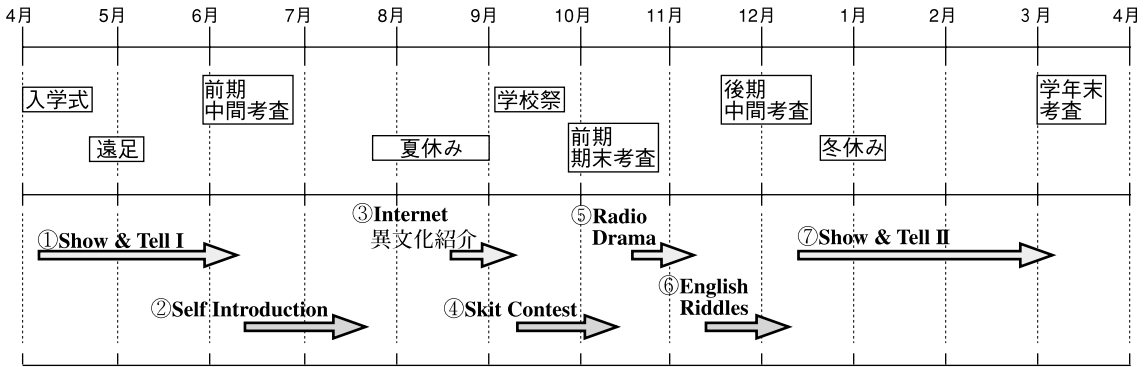 4月 5月 6月 7月 8月 9月 10月 11月 12月 1月 2月 3月 4月
入学式
遠足
前期
中間考査
夏休み
学校祭
前期
期末考査
後期
中間考査
冬休み
学年末
考査
①Show & Tell I
②Self Introduction
③Internet
異文化紹介
④Skit Contest
⑤Radio
Drama
⑥English
Riddles
⑦Show & Tell Ⅱ